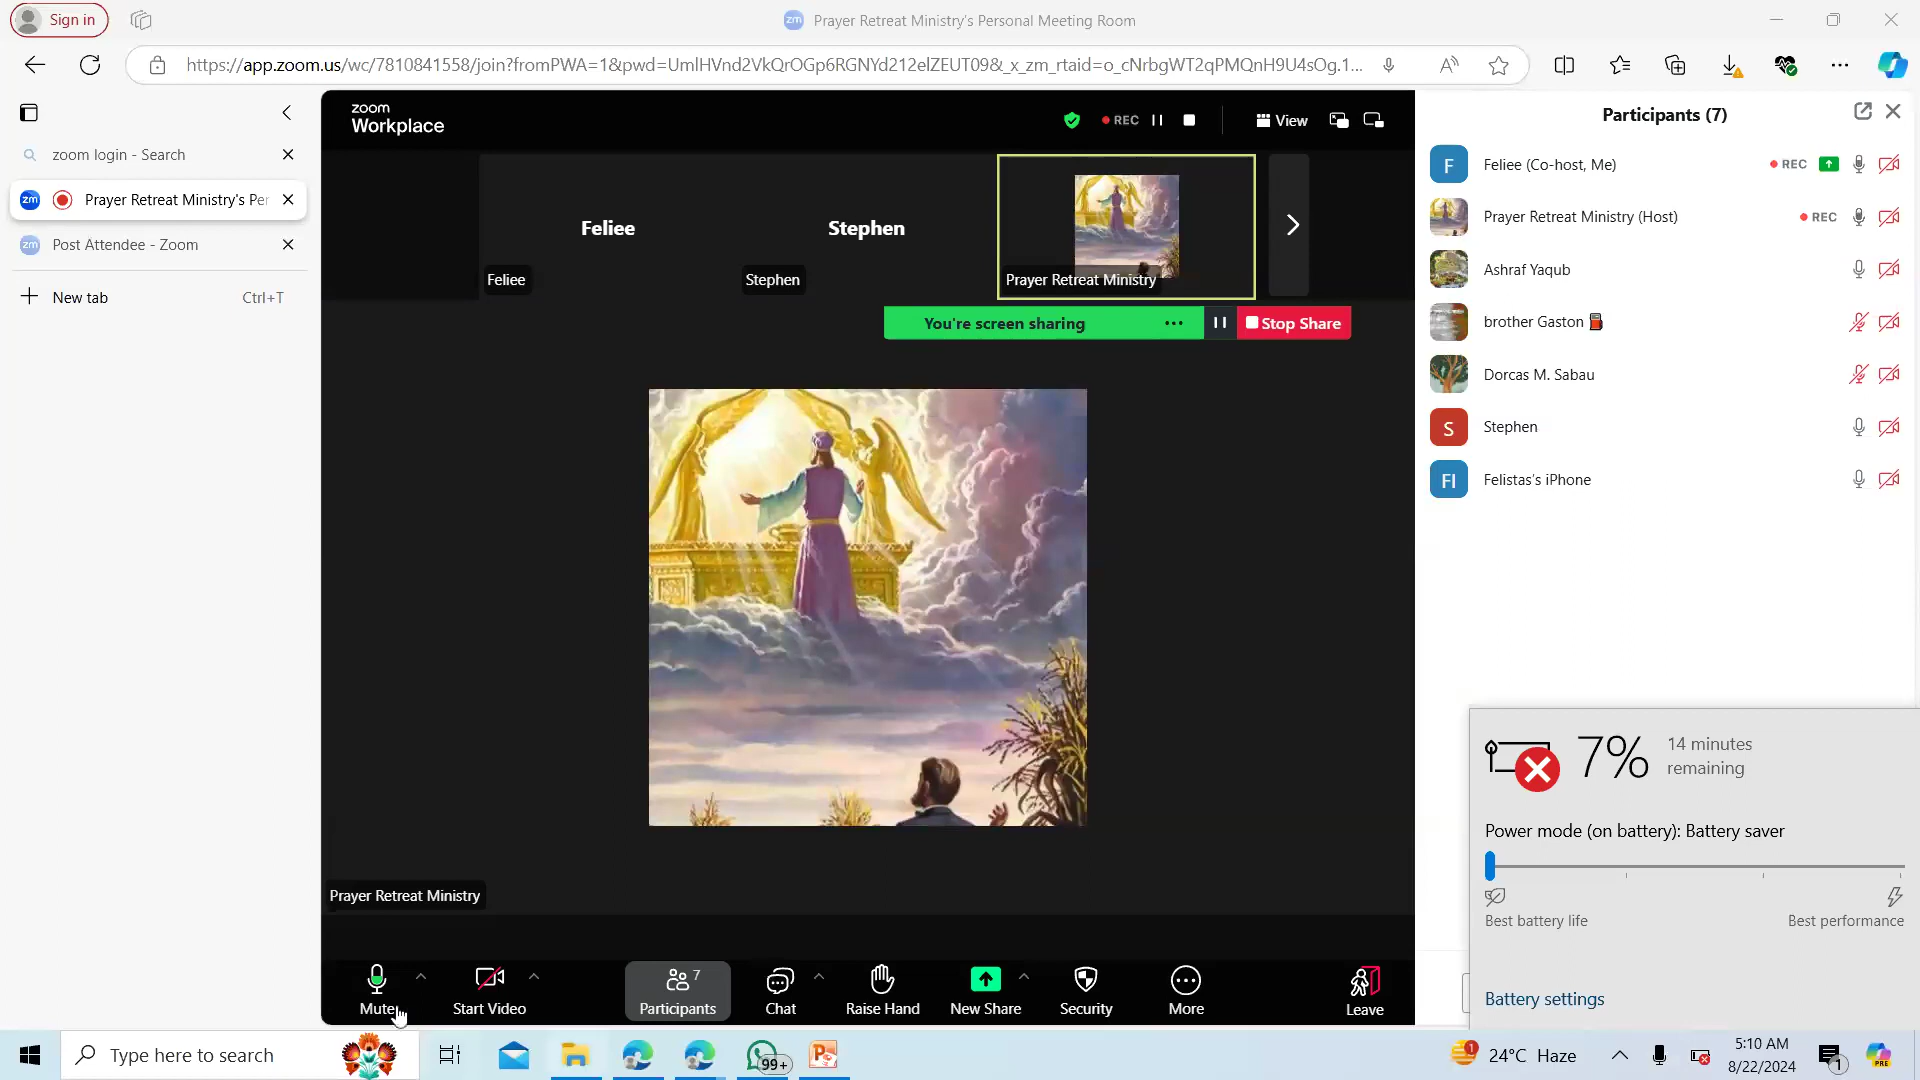 Sign in
zm Prayer Retreat Ministry's Personal Meeting Room
https://app.zoom.us/wc/7810841558/join?fromPWA=1&pwd=UmlHVnd2VkQrOGp6RGNYd212elZEUT09&_x_zm_rtaid=o_cNrbgWT2qPMQnH9U4sOg.1...
zoom login - Search
zm Prayer Retreat Ministry's Per
zm Post Attendee - Zoom
New tab Ctrl+T
zoom
Workplace
REC
View
Feliee
Stephen
Feliee
Stephen
Prayer Retreat Ministry
You're screen sharing ...
Stop Share
Prayer Retreat Ministry
Participants (7)
F Feliee (Co-host, Me) REC
Prayer Retreat Ministry (Host) REC
Ashraf Yaqub
brother Gaston
Dorcas M. Sabau
S Stephen
FI Felistas's iPhone
7% 14 minutes
remaining
Power mode (on battery): Battery saver
Best battery life Best performance
Battery settings
Mute
Start Video
7
Participants
Chat
Raise Hand
New Share
Security
More
Leave
Type here to search
99+
1
24°C Haze
5:10 AM
8/22/2024
1
PRE